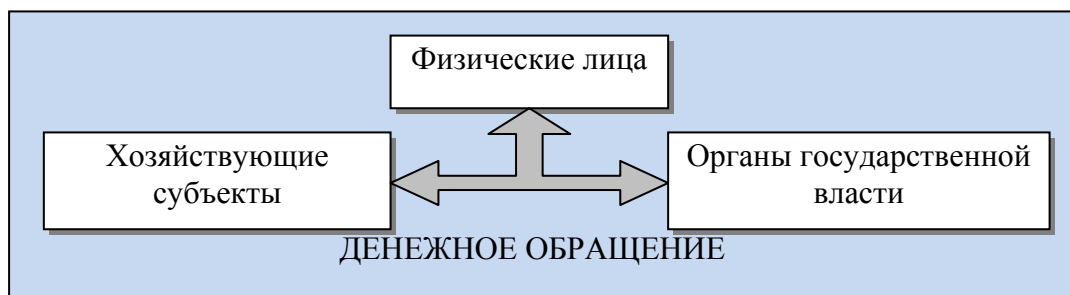 Физические лица
Хозяйствующие
субъекты
Органы государственной
власти
ДЕНЕЖНОЕ ОБРАЩЕНИЕ